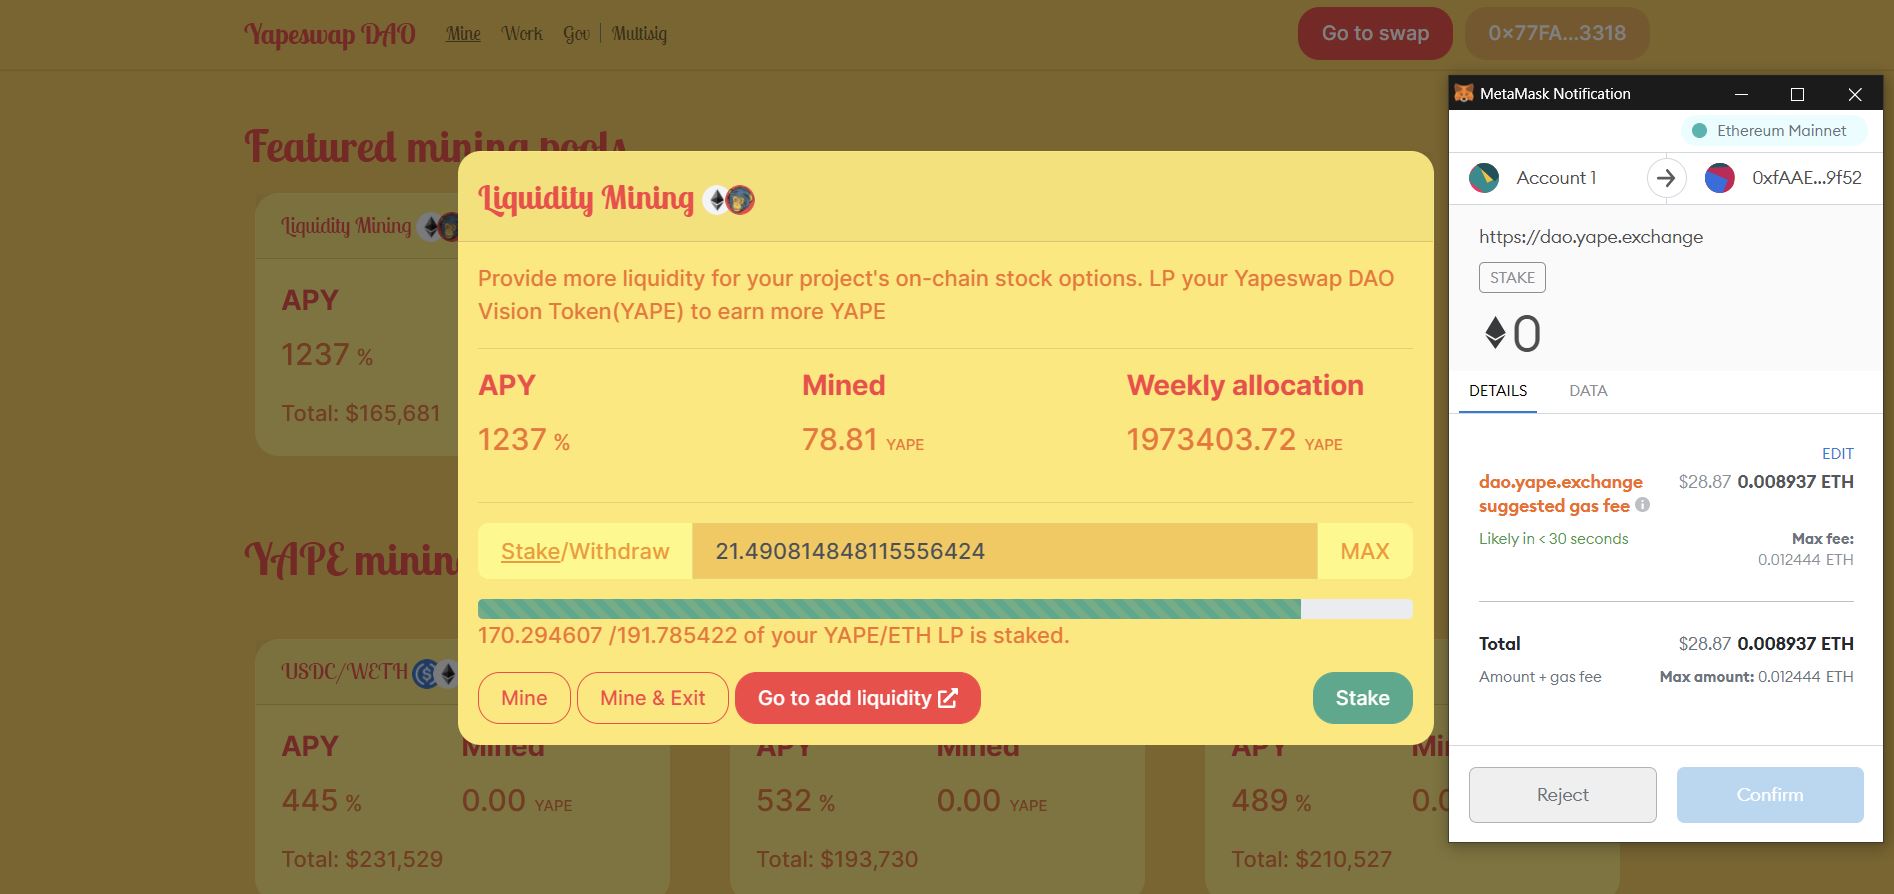 Yapeswap DAO Mine Work Gov | Multisig Go to swap 0×77FA...3318
Featured mining pools
Liquidity Mining
APY
1237 %
Total: $165,681
YAPE mining
USDC/WETH
APY Mined
445 % 0.00 YAPE
Total: $231,529
APY Mined
532 % 0.00 YAPE
Total: $193,730
APY
489 %
Total: $210,527
Liquidity Mining
Provide more liquidity for your project's on-chain stock options. LP your Yapeswap DAO
Vision Token(YAPE) to earn more YAPE
APY Mined Weekly allocation
1237 % 78.81 YAPE 1973403.72 YAPE
Stake/Withdraw 21.490814848115556424 MAX
170.294607 /191.785422 of your YAPE/ETH LP is staked.
Mine Mine & Exit Go to add liquidity Stake
MetaMask Notification
Ethereum Mainnet
Account 1 0xfAAE...9f52
https://dao.yape.exchange
STAKE
0
DETAILS DATA
EDIT
dao.yape.exchange $28.87 0.008937 ETH
suggested gas fee
Likely in < 30 seconds Max fee:
0.012444 ETH
Total $28.87 0.008937 ETH
Amount + gas fee Max amount: 0.012444 ETH
Reject Confirm